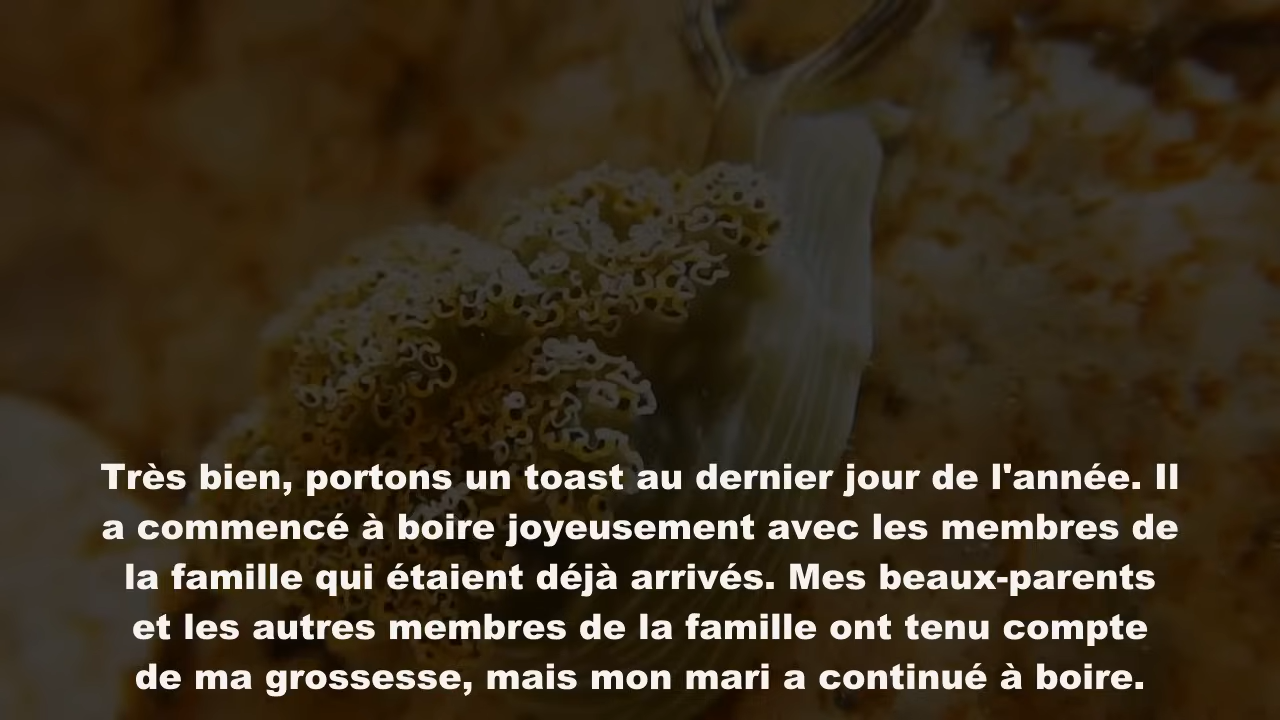 Très bien, portons un toast au dernier jour de l'année. Il
a commencé à boire joyeusement avec les membres de
la famille qui étaient déjà arrivés. Mes beaux-parents
et les autres membres de la famille ont tenu compte
de ma grossesse, mais mon mari a continué à boire.